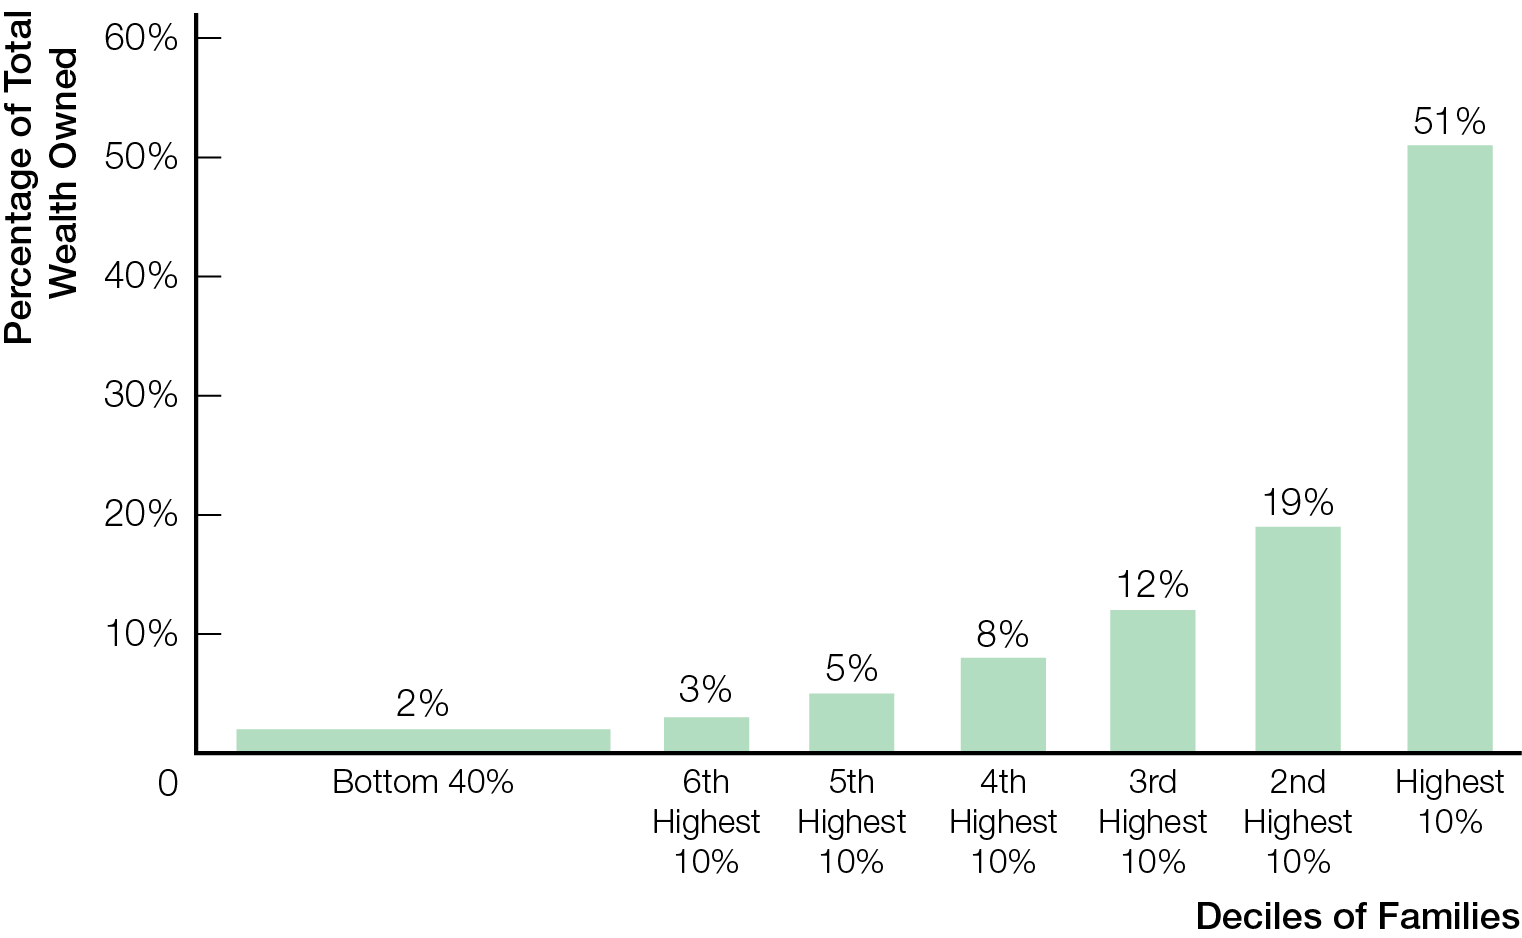 Percentage of Total
Wealth Owned
60%
50%
40%
30%
20%
10%
0
2%
3%
5%
8%
12%
19%
51%
Bottom 40%
6th
Highest
10%
5th
Highest
10%
4th
Highest
10%
3rd
Highest
10%
2nd
Highest
10%
Highest
10%
Deciles of Families